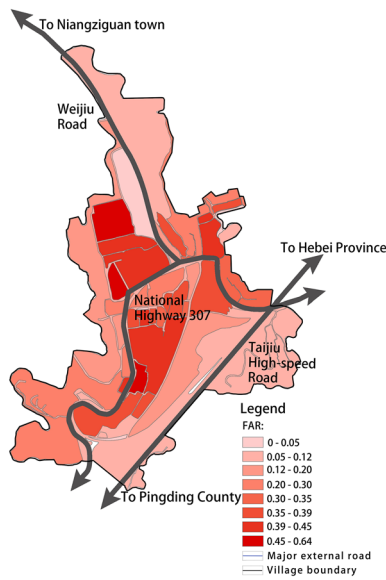 To Niangziguan town
Weijiu
Road
To Hebei Province
National
Highway 307
Taijiu
High-speed
Road
To Pingding County
Legend
FAR:
0 - 0.05
0.05 - 0.12
0.12 - 0.20
0.20 - 0.30
0.30 - 0.35
0.35 - 0.39
0.39 - 0.45
0.45 - 0.64
Major external road
Village boundary